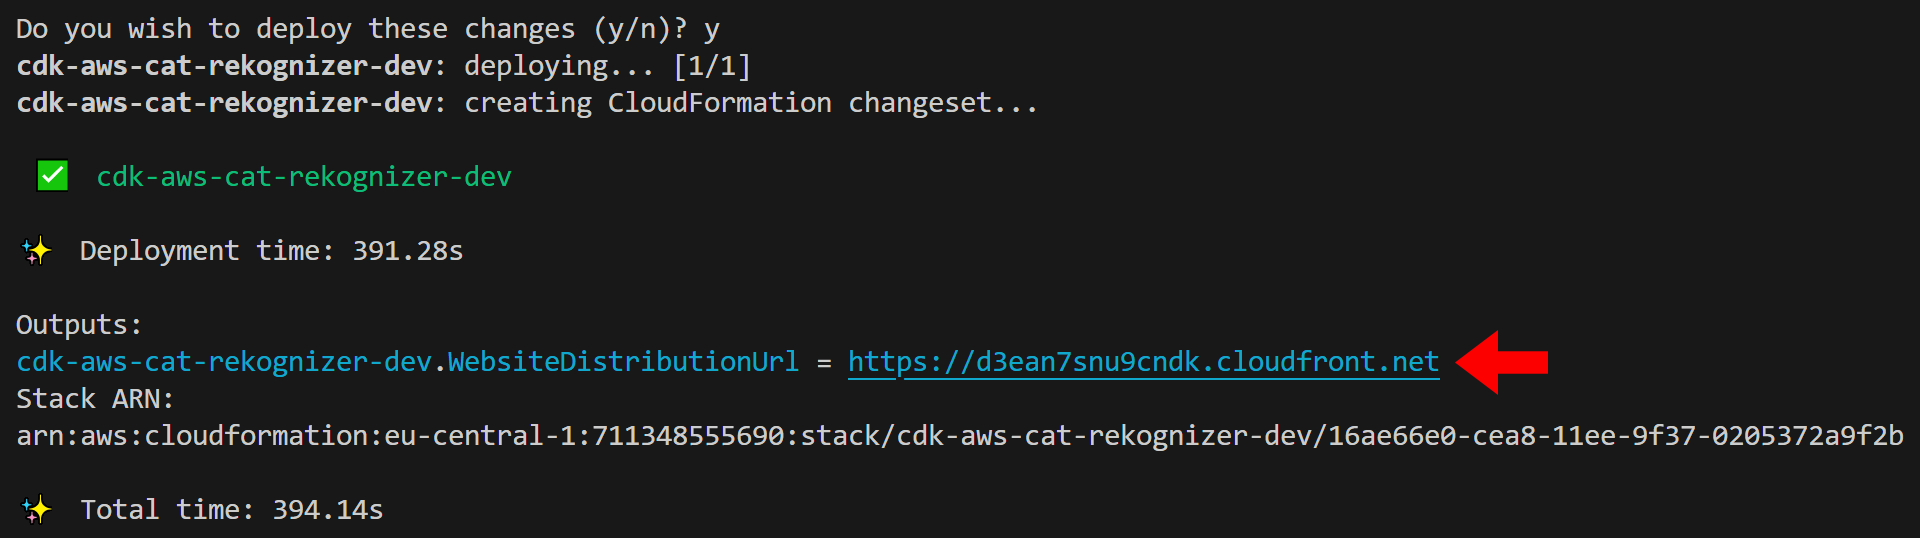 Do you wish to deploy these changes (y/n)? y
cdk-aws-cat-rekognizer-dev: deploying... [1/1]
cdk-aws-cat-rekognizer-dev: creating CloudFormation changeset...
✅ cdk-aws-cat-rekognizer-dev
✨ Deployment time: 391.28s
Outputs:
cdk-aws-cat-rekognizer-dev.WebsiteDistributionUrl = https://d3ean7snu9cndk.cloudfront.net
Stack ARN:
arn:aws:cloudformation:eu-central-1:711348555690:stack/cdk-aws-cat-rekognizer-dev/16ae66e0-cea8-11ee-9f37-0205372a9f2b
✨ Total time: 394.14s